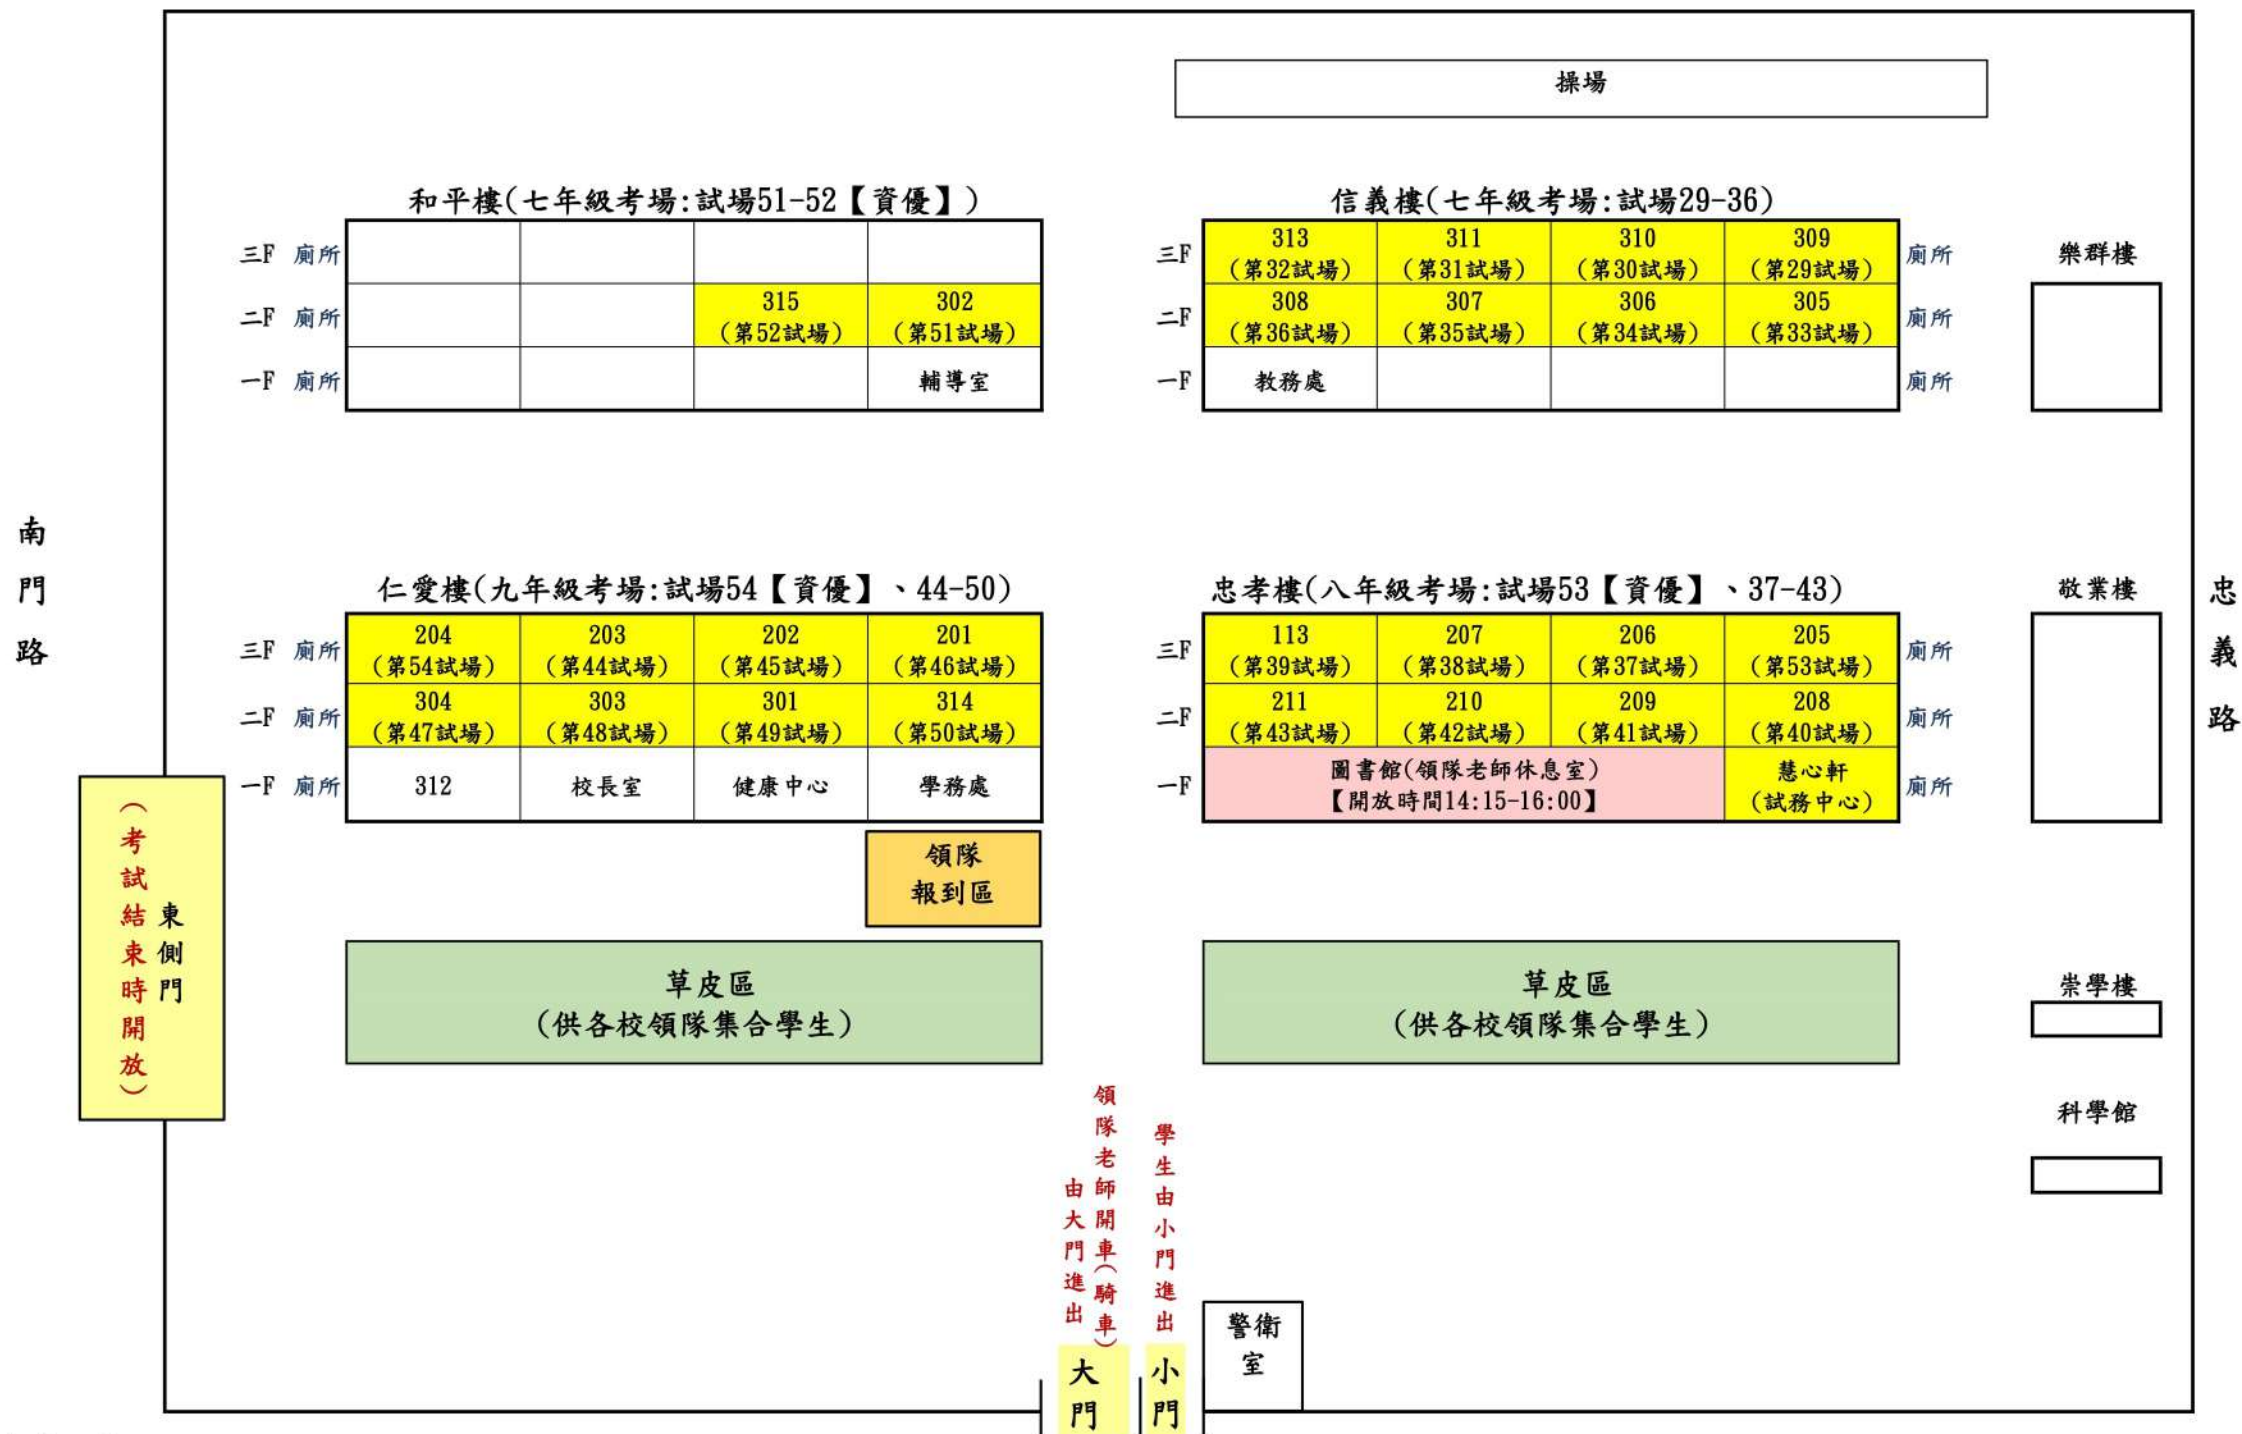 操場
和平樓(七年級考場:試場51-52【資優】)
三F 廁所
二F 廁所 315 302
(第52試場) (第51試場)
一F 廁所 輔導室
信義樓(七年級考場:試場29-36)
三F 313 311 310 309 廁所
(第32試場) (第31試場) (第30試場) (第29試場)
二F 308 307 306 305 廁所
(第36試場) (第35試場) (第34試場) (第33試場)
一F 教務處 廁所
樂群樓
南門路
仁愛樓(九年級考場:試場54【資優】、44-50)
三F 廁所 204 203 202 201
(第54試場) (第44試場) (第45試場) (第46試場)
二F 廁所 304 303 301 314
(第47試場) (第48試場) (第49試場) (第50試場)
一F 廁所 312 校長室 健康中心 學務處
忠孝樓(八年級考場:試場53【資優】、37-43)
三F 113 207 206 205 廁所
(第39試場) (第38試場) (第37試場) (第53試場)
二F 211 210 209 208 廁所
(第43試場) (第42試場) (第41試場) (第40試場)
一F 圖書館(領隊老師休息室) 慧心軒 廁所
【開放時間14:15-16:00】 (試務中心)
敬業樓
忠義路
東側門
(考試結束時開放)
領隊
報到區
草皮區
(供各校領隊集合學生)
草皮區
(供各校領隊集合學生)
崇學樓
科學館
領隊老師開車(騎車)
由大門進出
學生由小門進出
大門
小門
警衛
室